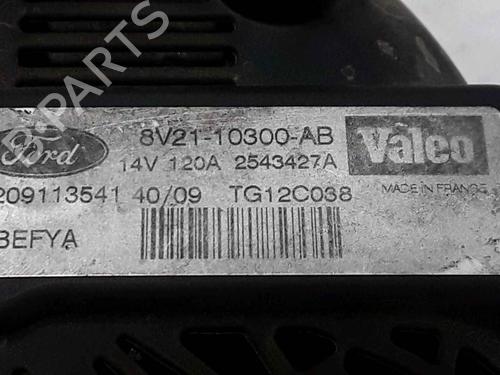 B-PARTS
Ford
8V21-10300-AB
14V 120A 2543427A
Valeo
MADE IN FRANCE
209113541 40/09 TG12C038
BEFYA